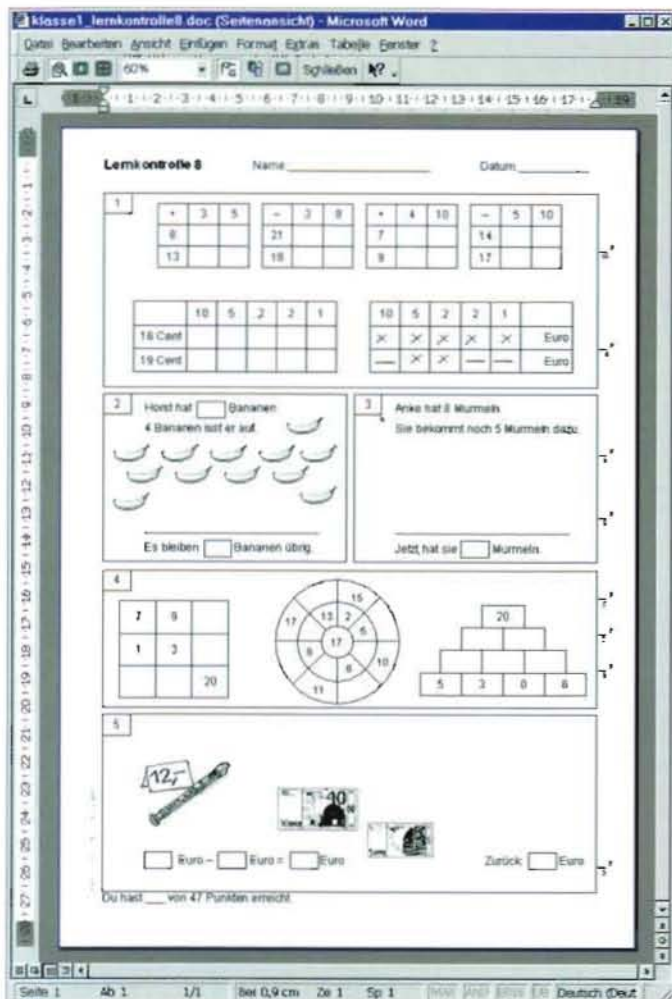 klasse1_lernkontrolle8.doc (Seitenansicht) - Microsoft Word
Datei Bearbeiten Ansicht Einfügen Format Extras Tabelle Fenster ?
60% Schließen
Lernkontrolle 8 Name Datum
1
+ 3 5 − 3 8 + 4 10 − 5 10
8 21 7 14
13 18 9 17
10 5 2 2 1 10 5 2 2 1
16 Cent × × × × × Euro
19 Cent — × × — — Euro
2 Horst hat Bananen
4 Bananen isst er auf.
Es bleiben Bananen übrig.
3 Anke hat 8 Murmeln.
Sie bekommt noch 5 Murmeln dazu.
Jetzt hat sie Murmeln.
4
7 9
1 3
20
15
17 13 2
17 5
9 6 10
11
20
5 3 0 6
5
12,-
10
Euro − Euro = Euro Zurück: Euro
Du hast ___ von 47 Punkten erreicht.
Seite 1 Ab 1 1/1 Bei 0,9 cm Ze 1 Sp 1 Deutsch (Deut